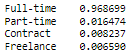 Full-time    0.968699
Part-time    0.016474
Contract     0.008237
Freelance    0.006590